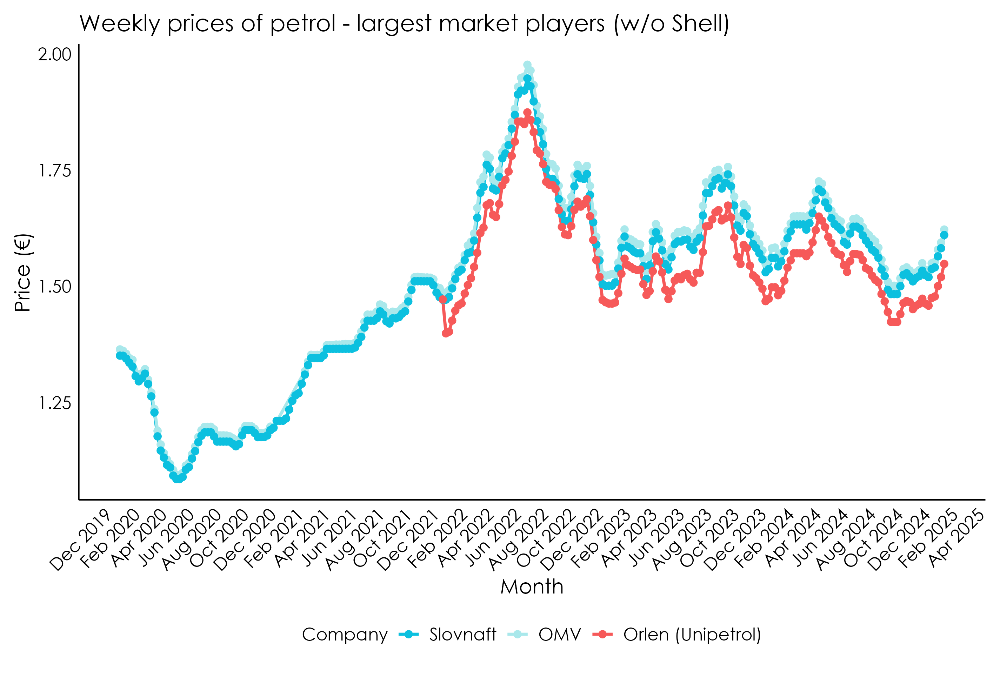 Weekly prices of petrol - largest market players (w/o Shell)
2.00
1.75
1.50
1.25
Price (€)
Dec 2019
Feb 2020
Apr 2020
Jun 2020
Aug 2020
Oct 2020
Dec 2020
Feb 2021
Apr 2021
Jun 2021
Aug 2021
Oct 2021
Dec 2021
Feb 2022
Apr 2022
Jun 2022
Aug 2022
Oct 2022
Dec 2022
Feb 2023
Apr 2023
Jun 2023
Aug 2023
Oct 2023
Dec 2023
Feb 2024
Apr 2024
Jun 2024
Aug 2024
Oct 2024
Dec 2024
Feb 2025
Apr 2025
Month
Company Slovnaft OMV Orlen (Unipetrol)